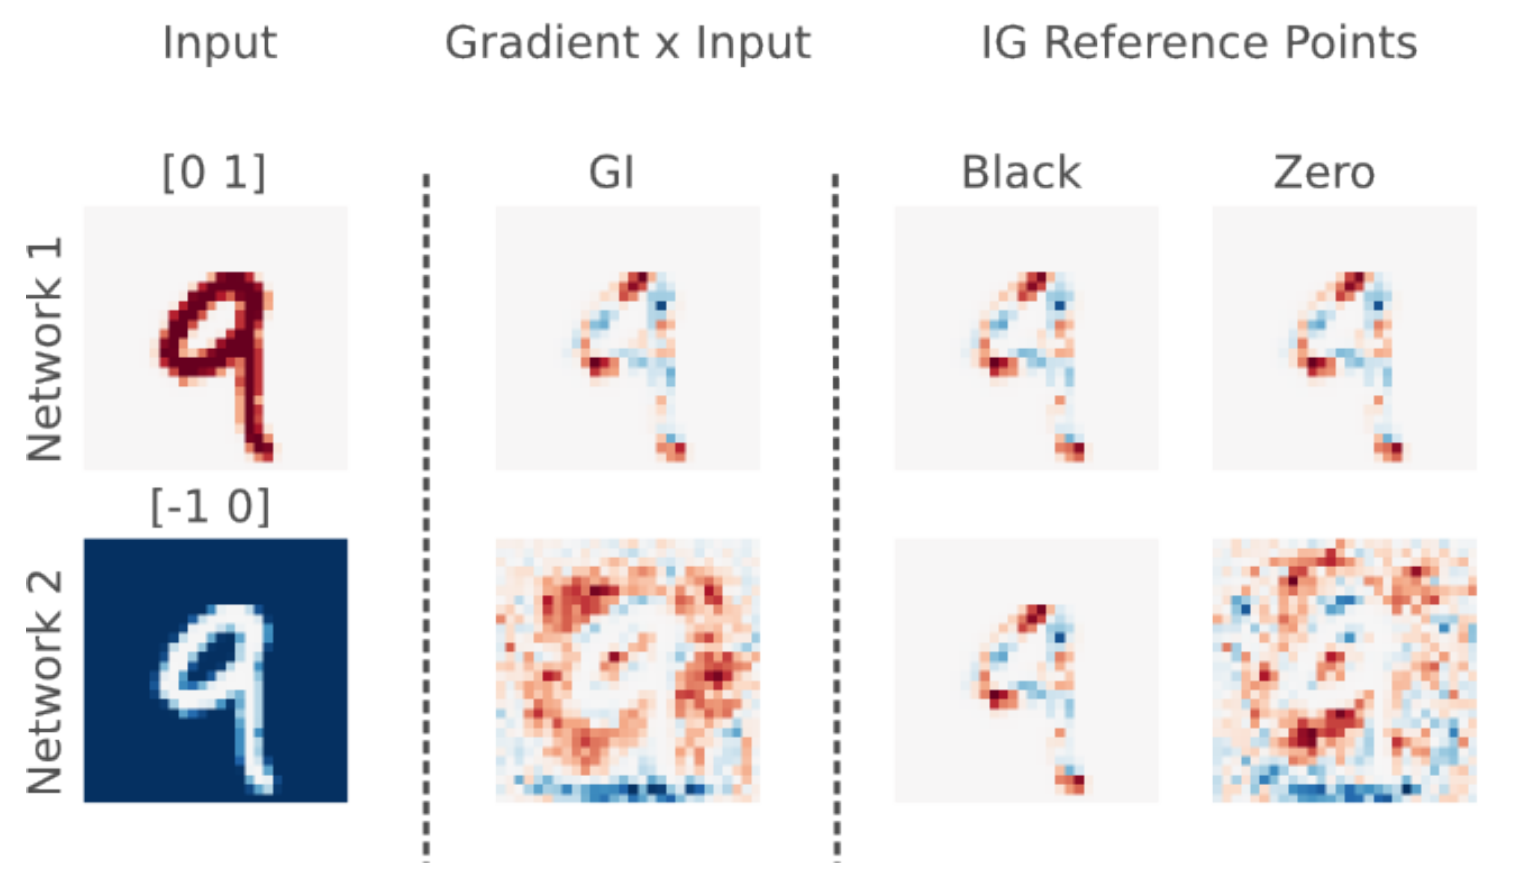 Input
Gradient x Input
IG Reference Points
[0 1]
GI
Black
Zero
Network 1
[-1 0]
Network 2